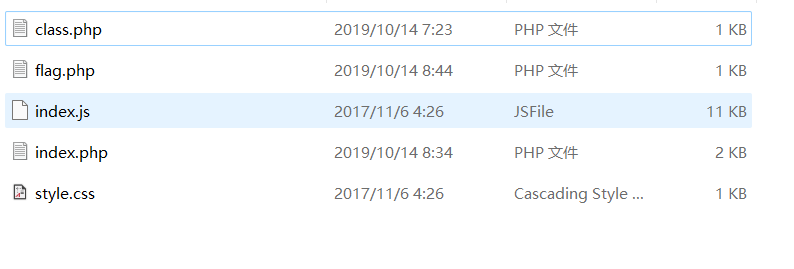 class.php 2019/10/14 7:23 PHP 文件 1 KB
flag.php 2019/10/14 8:44 PHP 文件 1 KB
index.js 2017/11/6 4:26 JSFile 11 KB
index.php 2019/10/14 8:34 PHP 文件 2 KB
style.css 2017/11/6 4:26 Cascading Style ... 1 KB